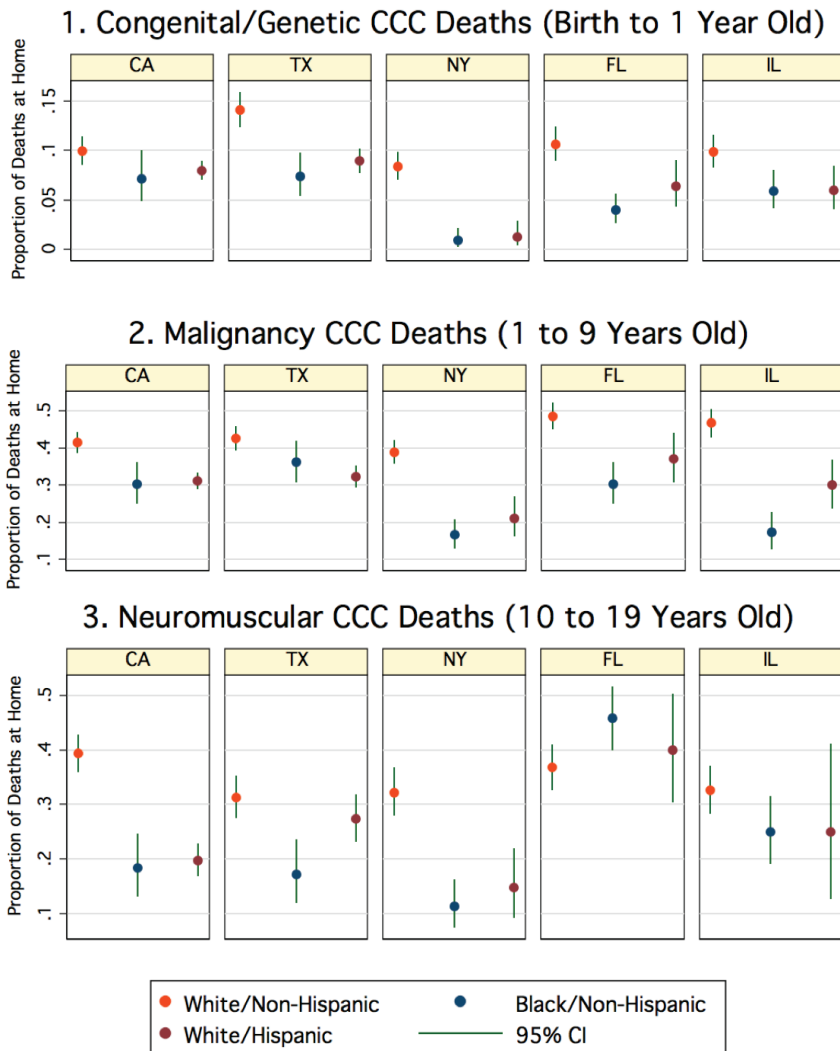 1. Congenital/Genetic CCC Deaths (Birth to 1 Year Old)
CA TX NY FL IL
Proportion of Deaths at Home
.15
.1
.05
0
2. Malignancy CCC Deaths (1 to 9 Years Old)
CA TX NY FL IL
Proportion of Deaths at Home
.5
.4
.3
.2
.1
3. Neuromuscular CCC Deaths (10 to 19 Years Old)
CA TX NY FL IL
Proportion of Deaths at Home
.5
.4
.3
.2
.1
White/Non-Hispanic Black/Non-Hispanic
White/Hispanic 95% CI